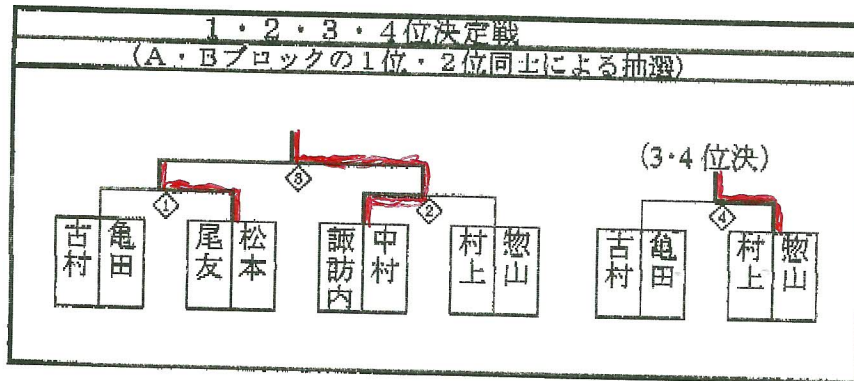 1・2・3・4位決定戦
(A・Bブロックの1位・2位同士による抽選)
(3・4位決)
③
① ② ④
古村 亀田 尾友 松本 諏訪内 中村 村上 惣山 古村 亀田 村上 惣山